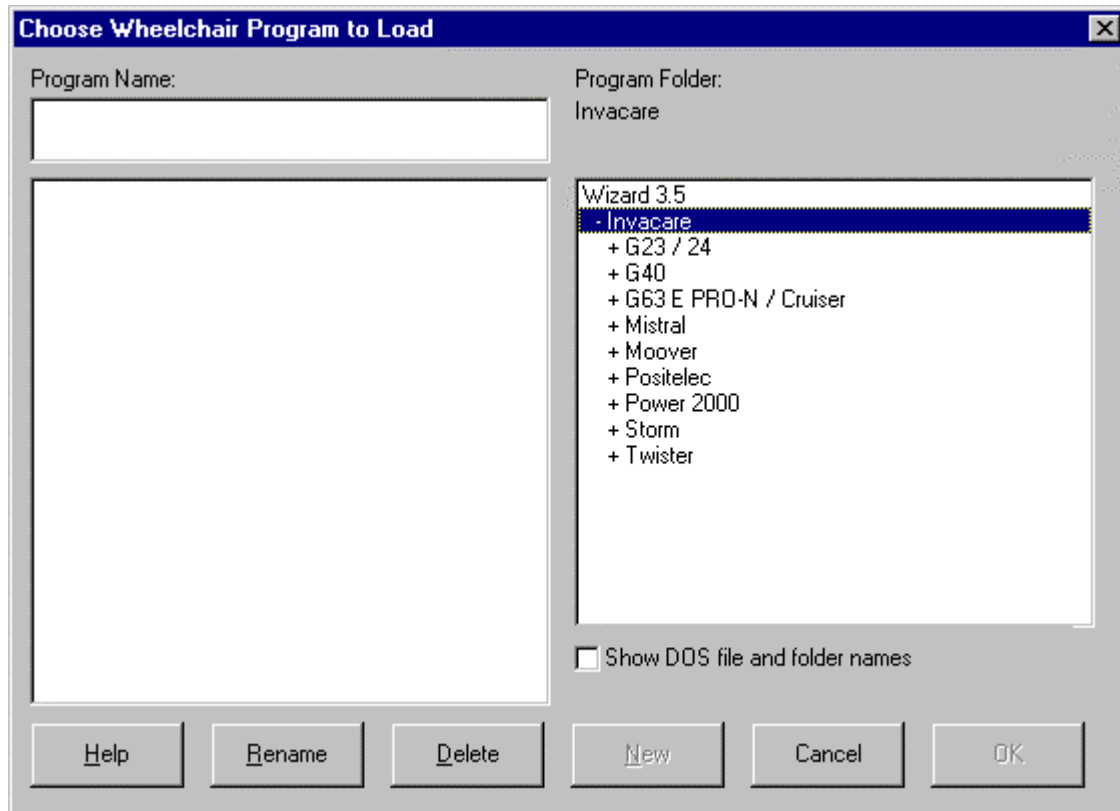 Choose Wheelchair Program to Load
Program Name:
Program Folder:
Invacare
Wizard 3.5
- Invacare
+ G23 / 24
+ G40
+ G63 E PRO-N / Cruiser
+ Mistral
+ Moover
+ Positelec
+ Power 2000
+ Storm
+ Twister
Show DOS file and folder names
Help Rename Delete New Cancel OK